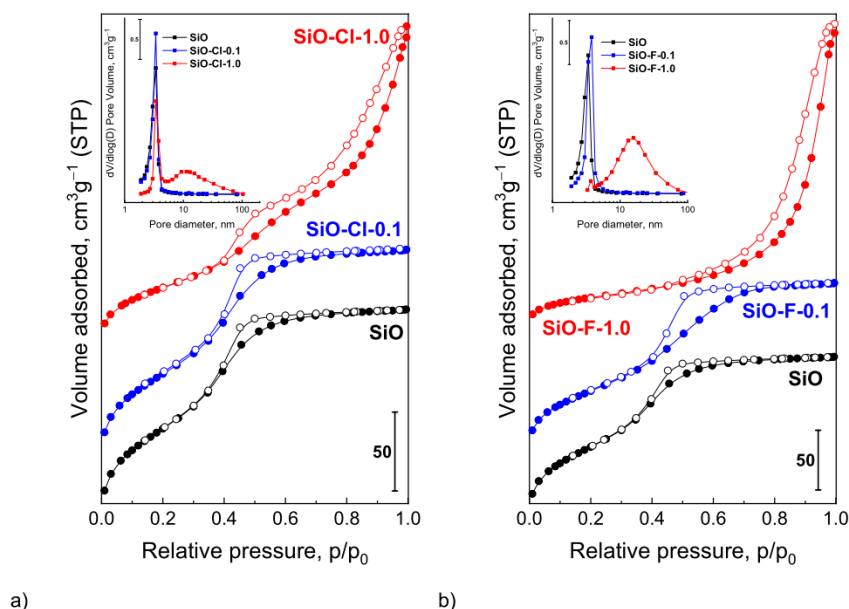 SiO
SiO-Cl-0.1
SiO-Cl-1.0
0.5
dV/dlog(D) Pore Volume, cm³g⁻¹
1
10
100
Pore diameter, nm
SiO-Cl-1.0
SiO-Cl-0.1
SiO
50
Volume adsorbed, cm³g⁻¹ (STP)
0.0 0.2 0.4 0.6 0.8 1.0
Relative pressure, p/p₀
a)
SiO
SiO-F-0.1
SiO-F-1.0
0.5
dV/dlog(D) Pore Volume, cm³g⁻¹
1
10
100
Pore diameter, nm
SiO-F-1.0
SiO-F-0.1
SiO
50
Volume adsorbed, cm³g⁻¹ (STP)
0.0 0.2 0.4 0.6 0.8 1.0
Relative pressure, p/p₀
b)